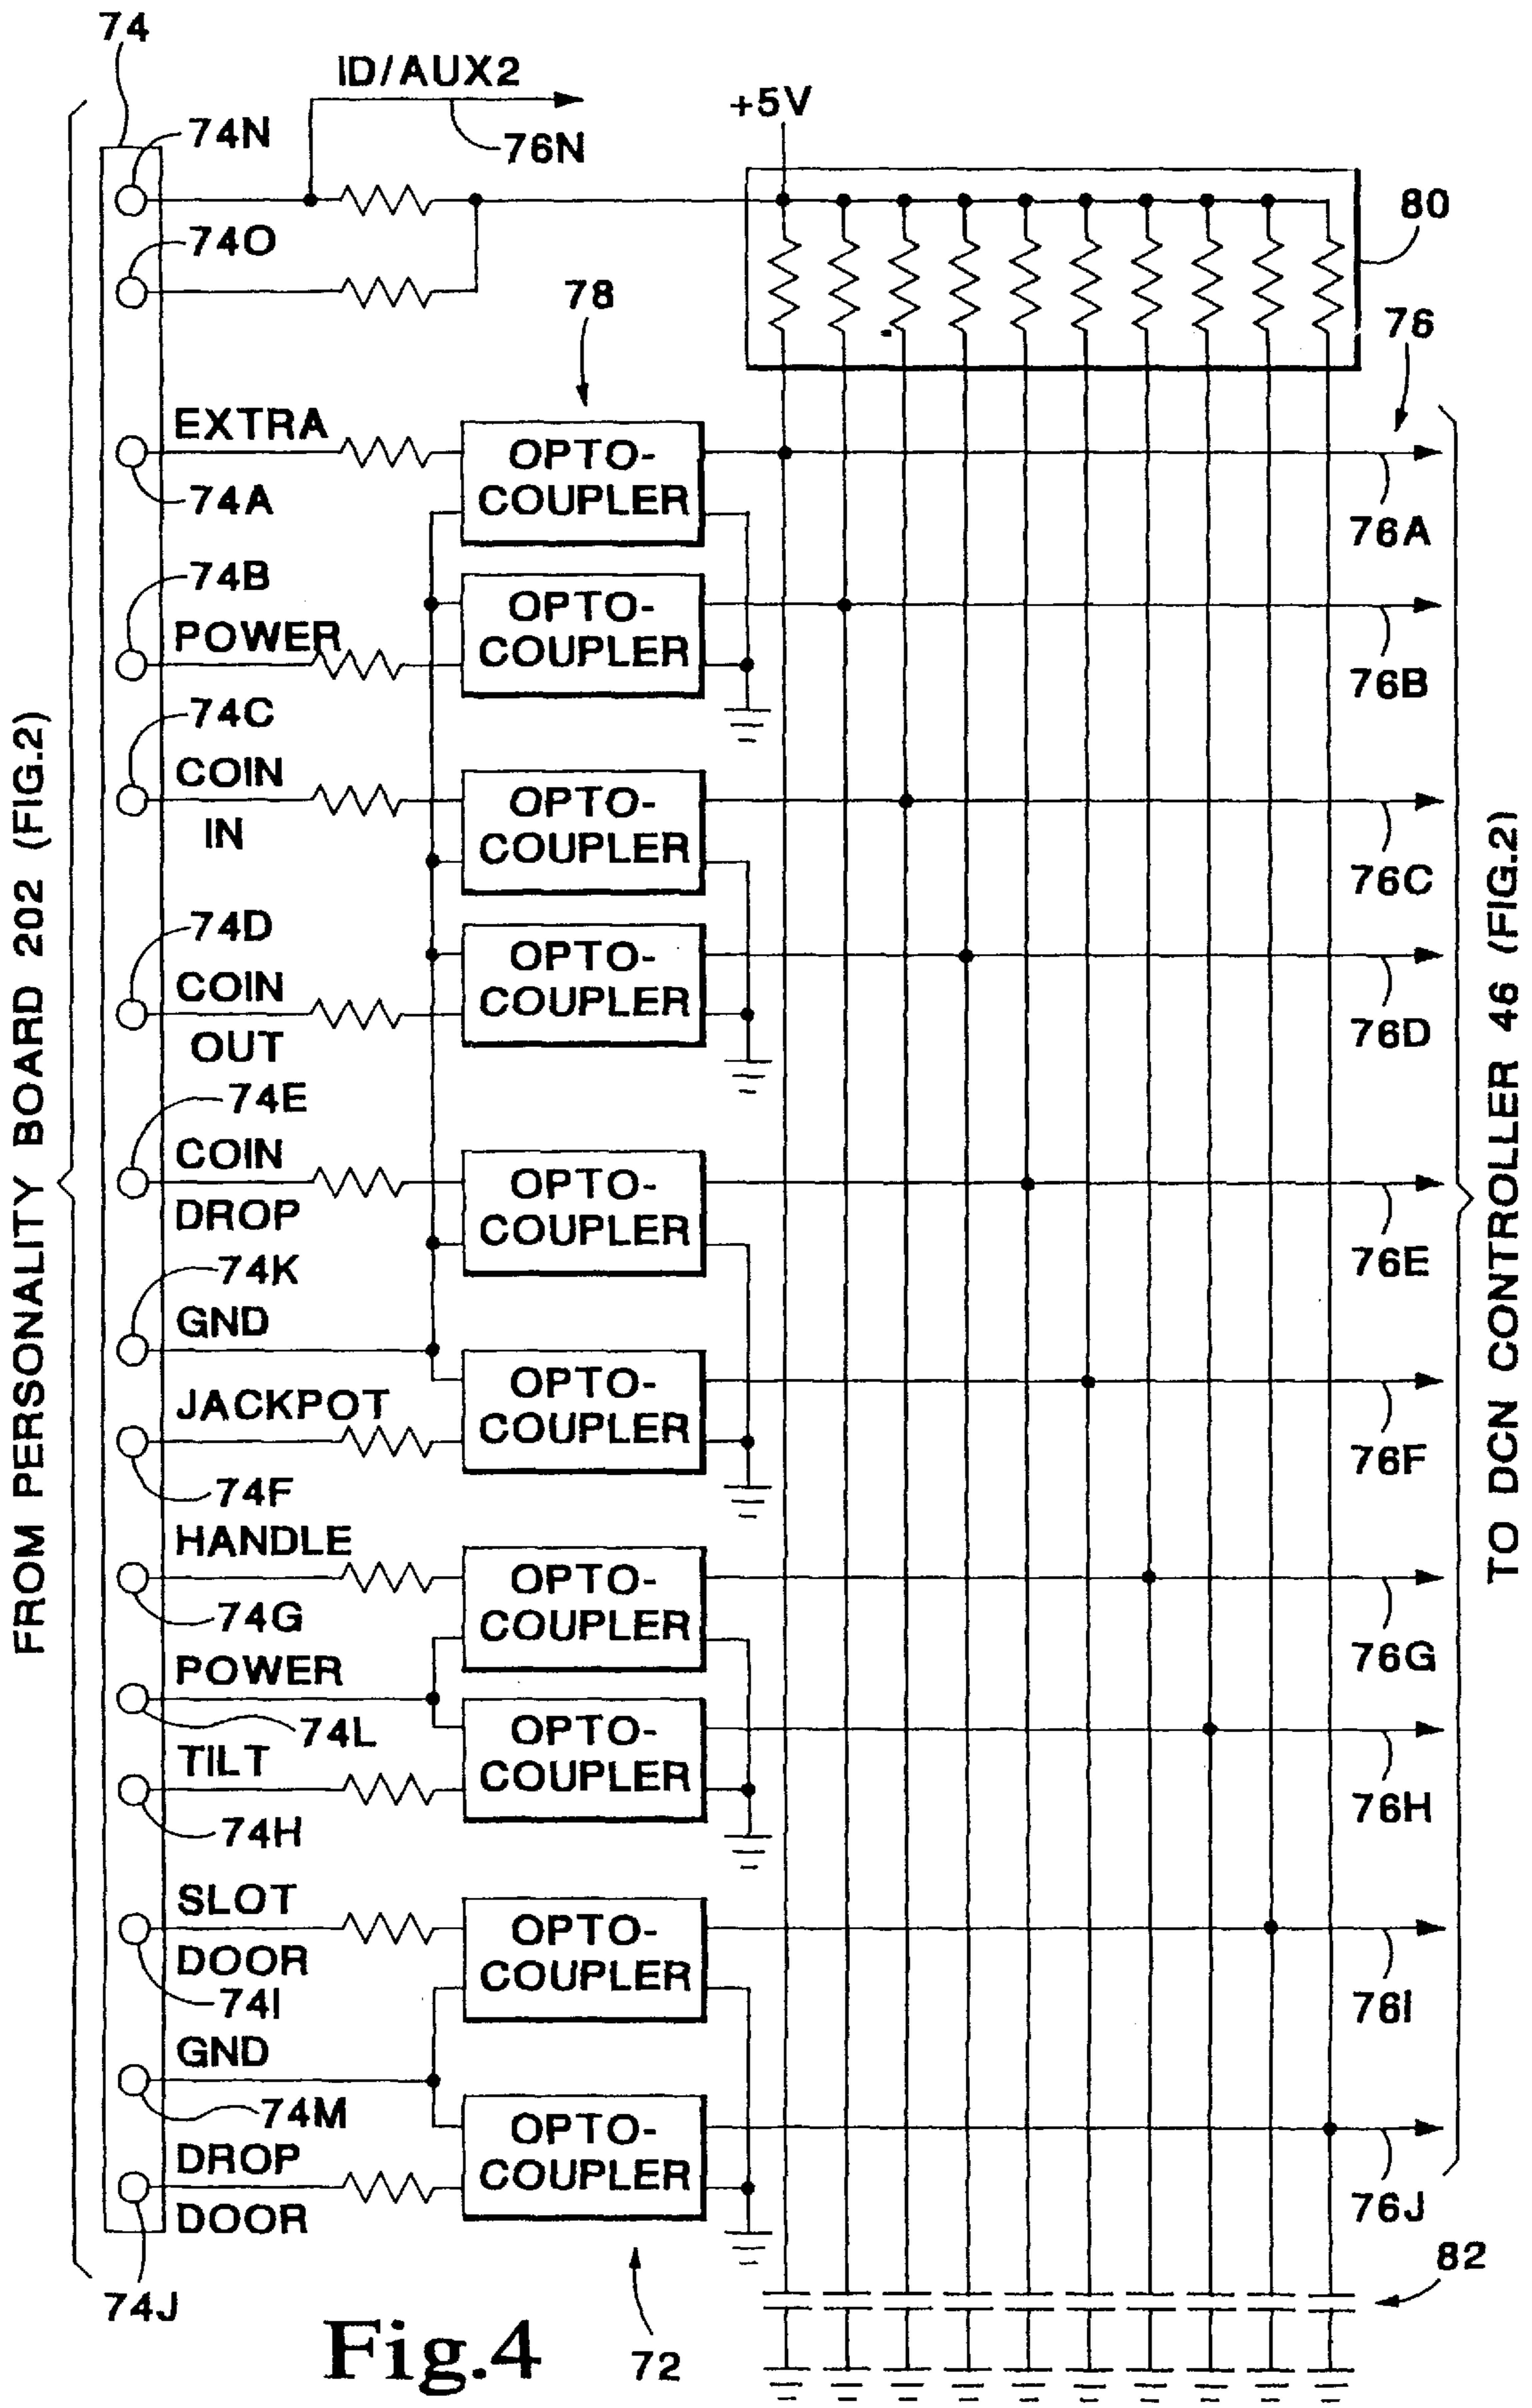 74
ID/AUX2
+5V
74N
76N
80
74O
78
76
EXTRA
OPTO-
COUPLER
74A
76A
74B
OPTO-
COUPLER
POWER
76B
74C
COIN
IN
OPTO-
COUPLER
76C
74D
COIN
OUT
OPTO-
COUPLER
76D
74E
COIN
DROP
OPTO-
COUPLER
76E
74K
GND
JACKPOT
OPTO-
COUPLER
74F
76F
HANDLE
OPTO-
COUPLER
74G
76G
POWER
74L
OPTO-
COUPLER
TILT
74H
76H
SLOT
DOOR
OPTO-
COUPLER
74I
76I
GND
74M
OPTO-
COUPLER
DROP
DOOR
76J
74J
82
72
Fig.4
FROM PERSONALITY BOARD 202 (FIG.2)
TO DCN CONTROLLER 46 (FIG.2)